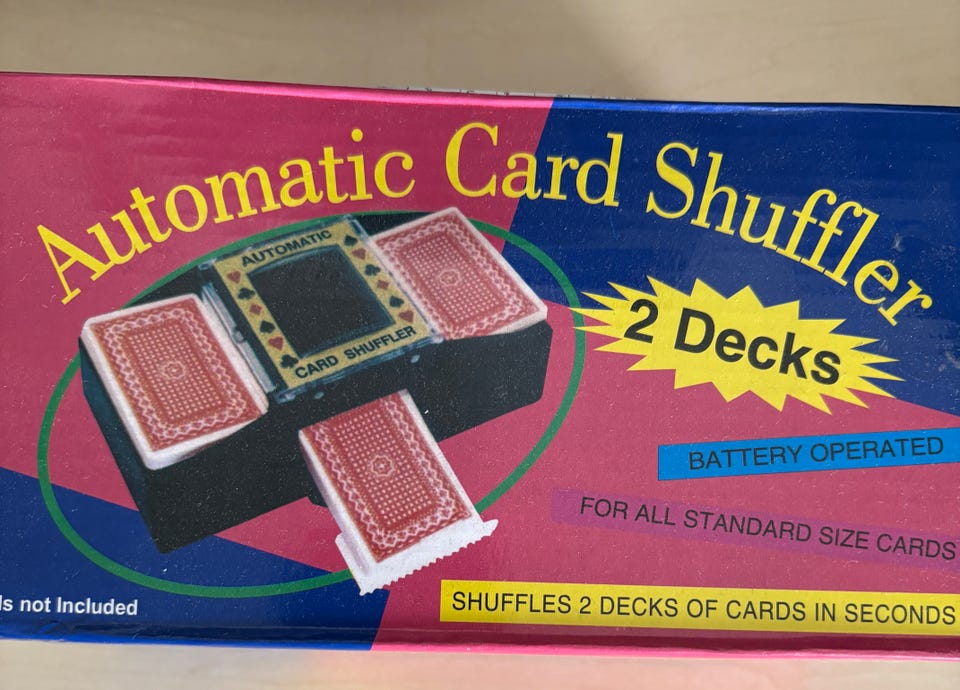 Automatic Card Shuffler
AUTOMATIC
CARD SHUFFLER
2 Decks
BATTERY OPERATED
FOR ALL STANDARD SIZE CARDS
SHUFFLES 2 DECKS OF CARDS IN SECONDS
not Included